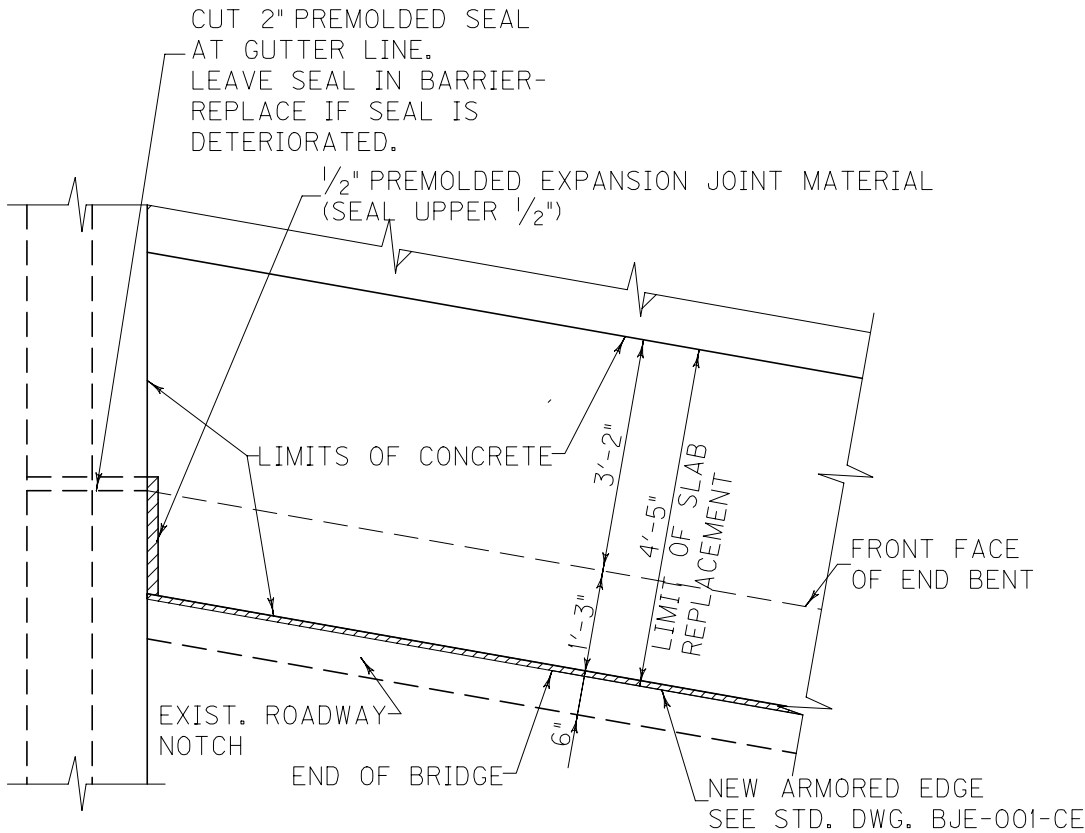 CUT 2" PREMOLDED SEAL
AT GUTTER LINE.
LEAVE SEAL IN BARRIER-
REPLACE IF SEAL IS
DETERIORATED.
1/2" PREMOLDED EXPANSION JOINT MATERIAL
(SEAL UPPER 1/2")
LIMITS OF CONCRETE
3'-2"
4'-5"
LIMIT OF SLAB
REPLACEMENT
1'-3"
FRONT FACE
OF END BENT
EXIST. ROADWAY
NOTCH
6"
END OF BRIDGE
NEW ARMORED EDGE
SEE STD. DWG. BJE-001-CE